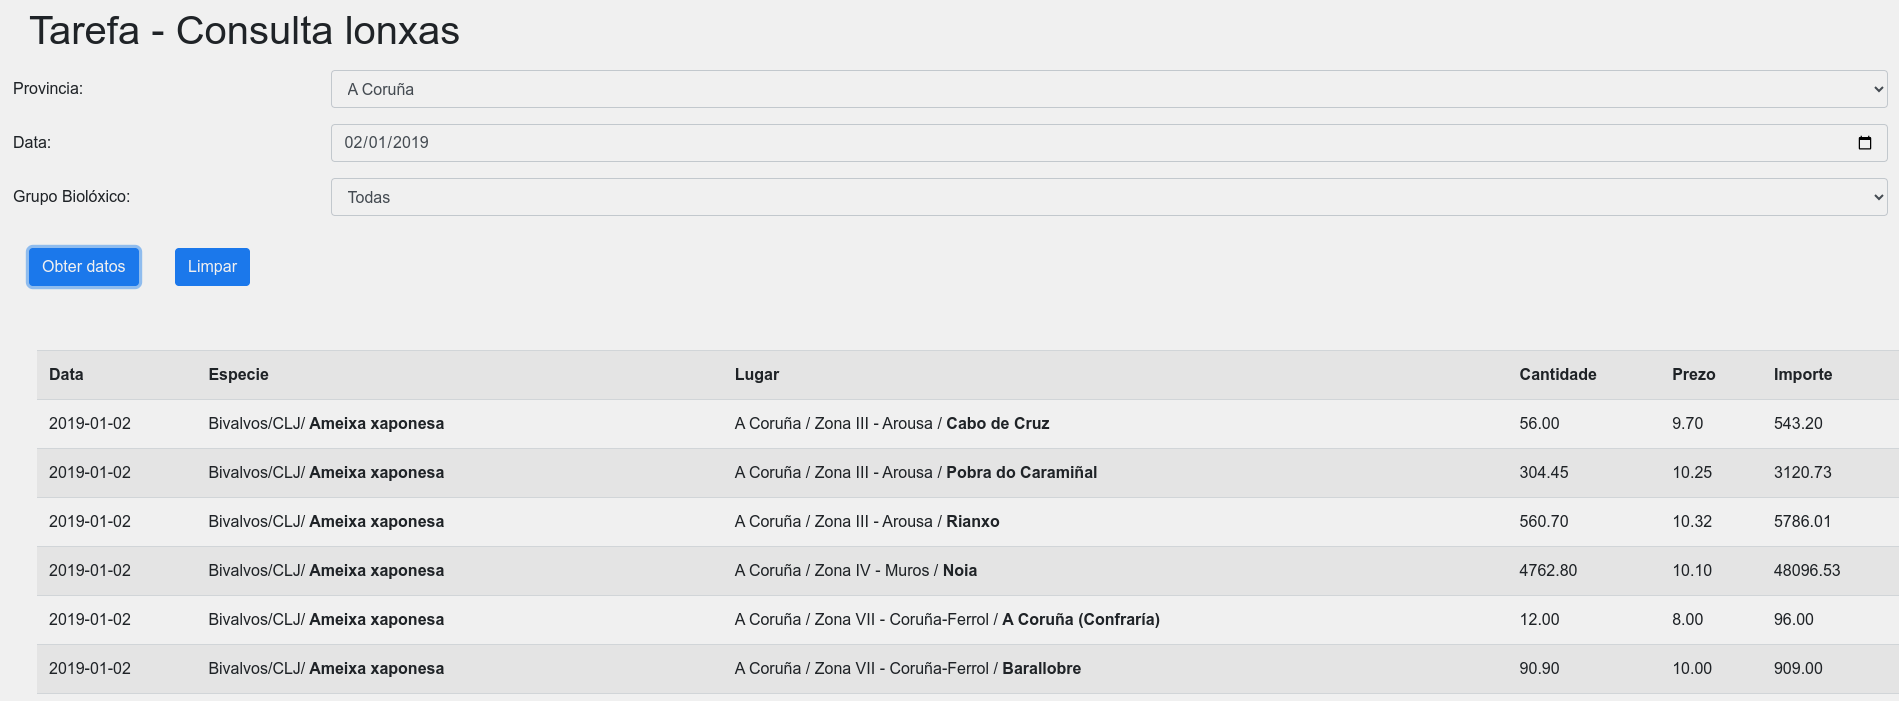 Tarefa - Consulta lonxas
Provincia: A Coruña
Data: 02/01/2019
Grupo Biolóxico: Todas
Obter datos Limpar
Data Especie Lugar Cantidade Prezo Importe
2019-01-02 Bivalvos/CLJ/ Ameixa xaponesa A Coruña / Zona III - Arousa / Cabo de Cruz 56.00 9.70 543.20
2019-01-02 Bivalvos/CLJ/ Ameixa xaponesa A Coruña / Zona III - Arousa / Pobra do Caramiñal 304.45 10.25 3120.73
2019-01-02 Bivalvos/CLJ/ Ameixa xaponesa A Coruña / Zona III - Arousa / Rianxo 560.70 10.32 5786.01
2019-01-02 Bivalvos/CLJ/ Ameixa xaponesa A Coruña / Zona IV - Muros / Noia 4762.80 10.10 48096.53
2019-01-02 Bivalvos/CLJ/ Ameixa xaponesa A Coruña / Zona VII - Coruña-Ferrol / A Coruña (Confraría) 12.00 8.00 96.00
2019-01-02 Bivalvos/CLJ/ Ameixa xaponesa A Coruña / Zona VII - Coruña-Ferrol / Barallobre 90.90 10.00 909.00